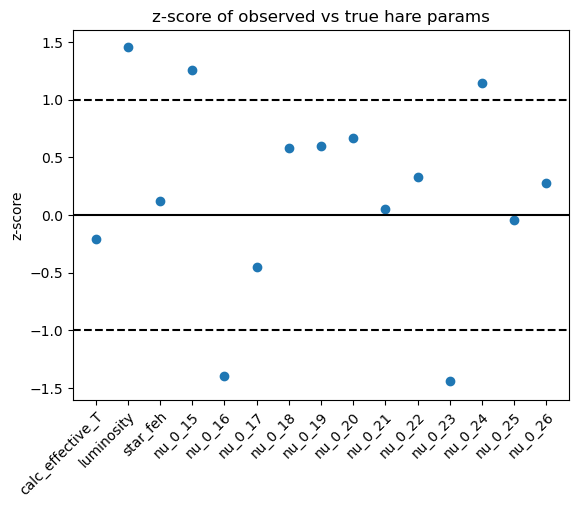 z-score of observed vs true hare params
1.5
1.0
0.5
0.0
−0.5
−1.0
−1.5
z-score
calc_effective_T
luminosity
star_feh
nu_0_15
nu_0_16
nu_0_17
nu_0_18
nu_0_19
nu_0_20
nu_0_21
nu_0_22
nu_0_23
nu_0_24
nu_0_25
nu_0_26